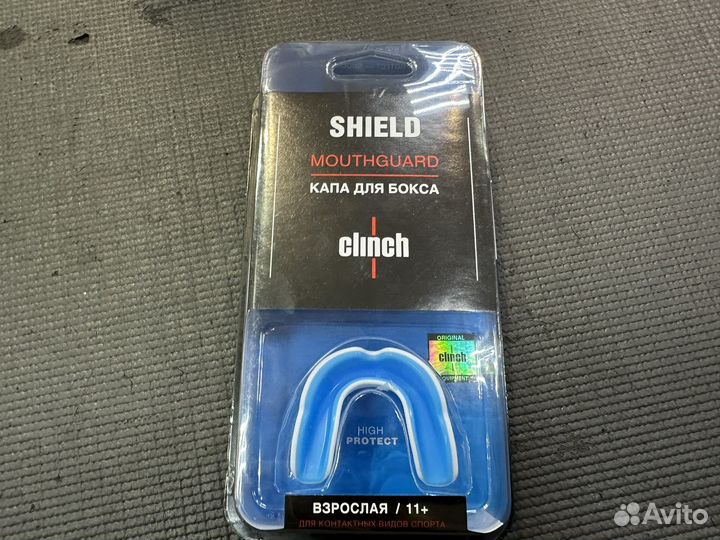 SHIELD
MOUTHGUARD
КАПА ДЛЯ БОКСА
clinch
ORIGINAL
clinch
EQUIPMENT
HIGH
PROTECT
ВЗРОСЛАЯ / 11+
ДЛЯ КОНТАКТНЫХ ВИДОВ СПОРТА
Avito